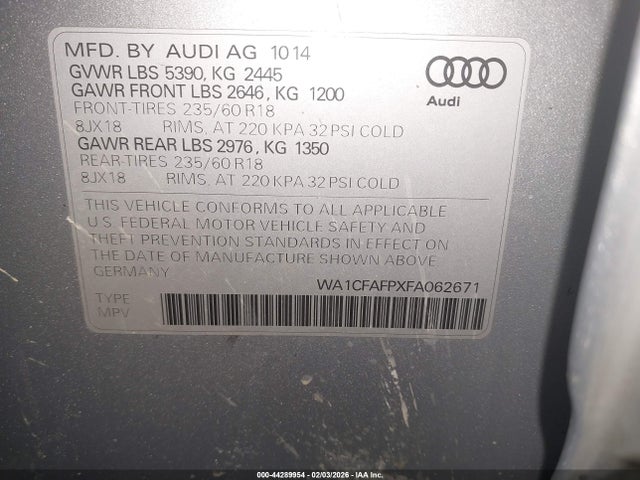 MFD. BY AUDI AG 10 14
GVWR LBS 5390, KG 2445
GAWR FRONT LBS 2646, KG 1200
FRONT-TIRES 235/60 R18
8JX18 RIMS, AT 220 KPA 32 PSI COLD
GAWR REAR LBS 2976, KG 1350
REAR-TIRES 235/60 R18
8JX18 RIMS, AT 220 KPA 32 PSI COLD
Audi
THIS VEHICLE CONFORMS TO ALL APPLICABLE
U.S. FEDERAL MOTOR VEHICLE SAFETY AND
THEFT PREVENTION STANDARDS IN EFFECT ON
THE DATE OF MANUFACTURE SHOWN ABOVE
GERMANY
WA1CFAFPXFA062671
TYPE
MPV
000-44289954 | 02/03/2026 - IAA Inc.